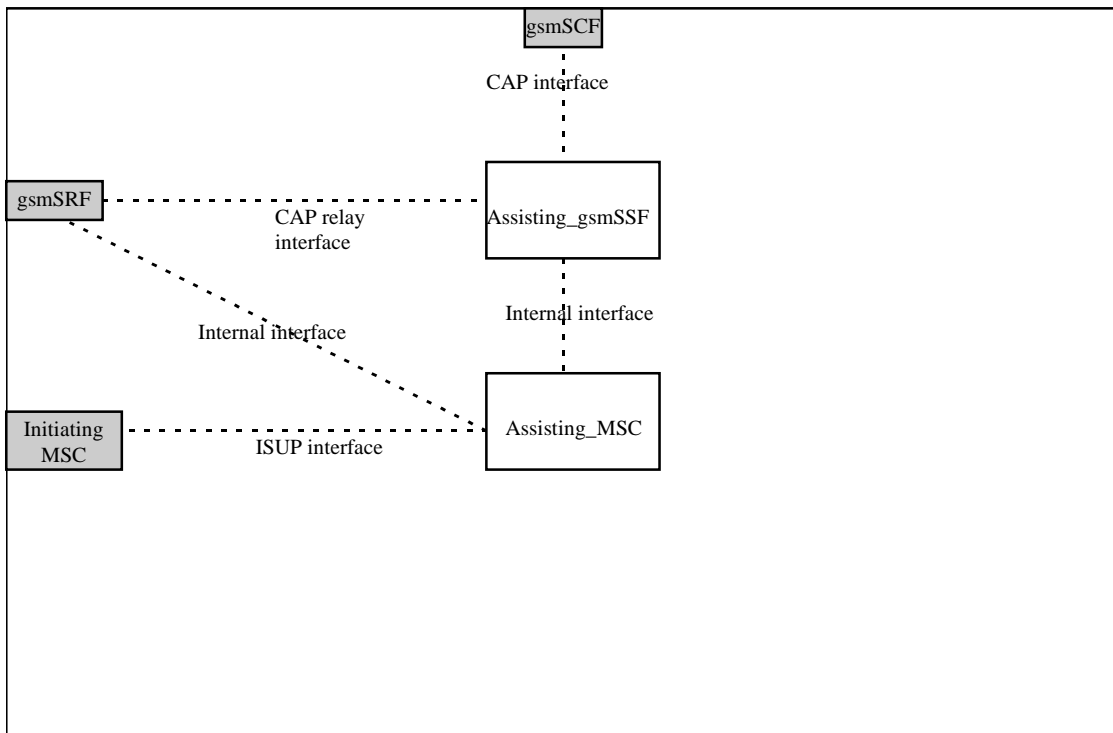 gsmSCF
CAP interface
gsmSRF
Assisting_gsmSSF
CAP relay
interface
Internal interface
Internal interface
Initiating
MSC
Assisting_MSC
ISUP interface